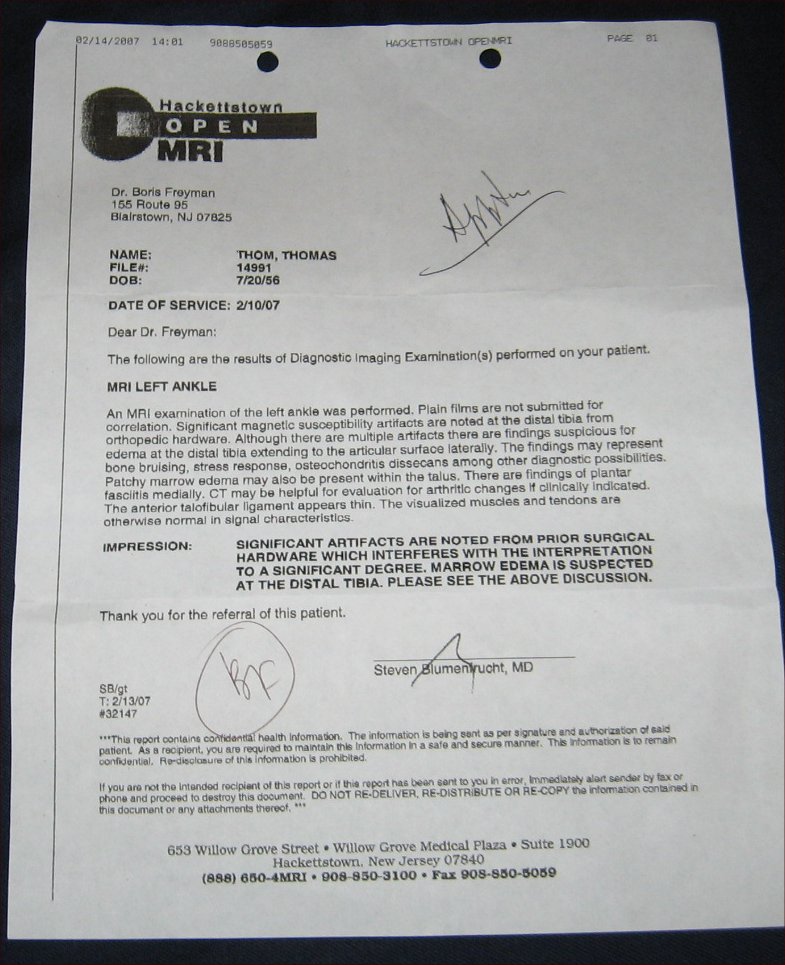 02/14/2007 14:01 9088505059 HACKETTSTOWN OPENMRI PAGE 01
Hackettstown
OPEN
MRI
Dr. Boris Freyman
155 Route 95
Blairstown, NJ 07825
NAME: THOM, THOMAS
FILE#: 14991
DOB: 7/20/56
DATE OF SERVICE: 2/10/07
Dear Dr. Freyman:
The following are the results of Diagnostic Imaging Examination(s) performed on your patient.
MRI LEFT ANKLE
An MRI examination of the left ankle was performed. Plain films are not submitted for
correlation. Significant magnetic susceptibility artifacts are noted at the distal tibia from
orthopedic hardware. Although there are multiple artifacts there are findings suspicious for
edema at the distal tibia extending to the articular surface laterally. The findings may represent
bone bruising, stress response, osteochondritis dissecans among other diagnostic possibilities.
Patchy marrow edema may also be present within the talus. There are findings of plantar
fasciitis medially. CT may be helpful for evaluation for arthritic changes if clinically indicated.
The anterior talofibular ligament appears thin. The visualized muscles and tendons are
otherwise normal in signal characteristics.
IMPRESSION: SIGNIFICANT ARTIFACTS ARE NOTED FROM PRIOR SURGICAL
HARDWARE WHICH INTERFERES WITH THE INTERPRETATION
TO A SIGNIFICANT DEGREE. MARROW EDEMA IS SUSPECTED
AT THE DISTAL TIBIA. PLEASE SEE THE ABOVE DISCUSSION.
Thank you for the referral of this patient.
BF
Steven Blumenfrucht, MD
SB/gt
T: 2/13/07
#32147
***This report contains confidential health information. The information is being sent as per signature and authorization of said
patient. As a recipient, you are required to maintain this information in a safe and secure manner. This information is to remain
confidential. Re-disclosure of this information is prohibited.
If you are not the intended recipient of this report or if this report has been sent to you in error, immediately alert sender by fax or
phone and proceed to destroy this document. DO NOT RE-DELIVER, RE-DISTRIBUTE OR RE-COPY the information contained in
this document or any attachments thereof. ***
653 Willow Grove Street • Willow Grove Medical Plaza • Suite 1900
Hackettstown, New Jersey 07840
(888) 650-4MRI • 908-850-3100 • Fax 908-850-5059